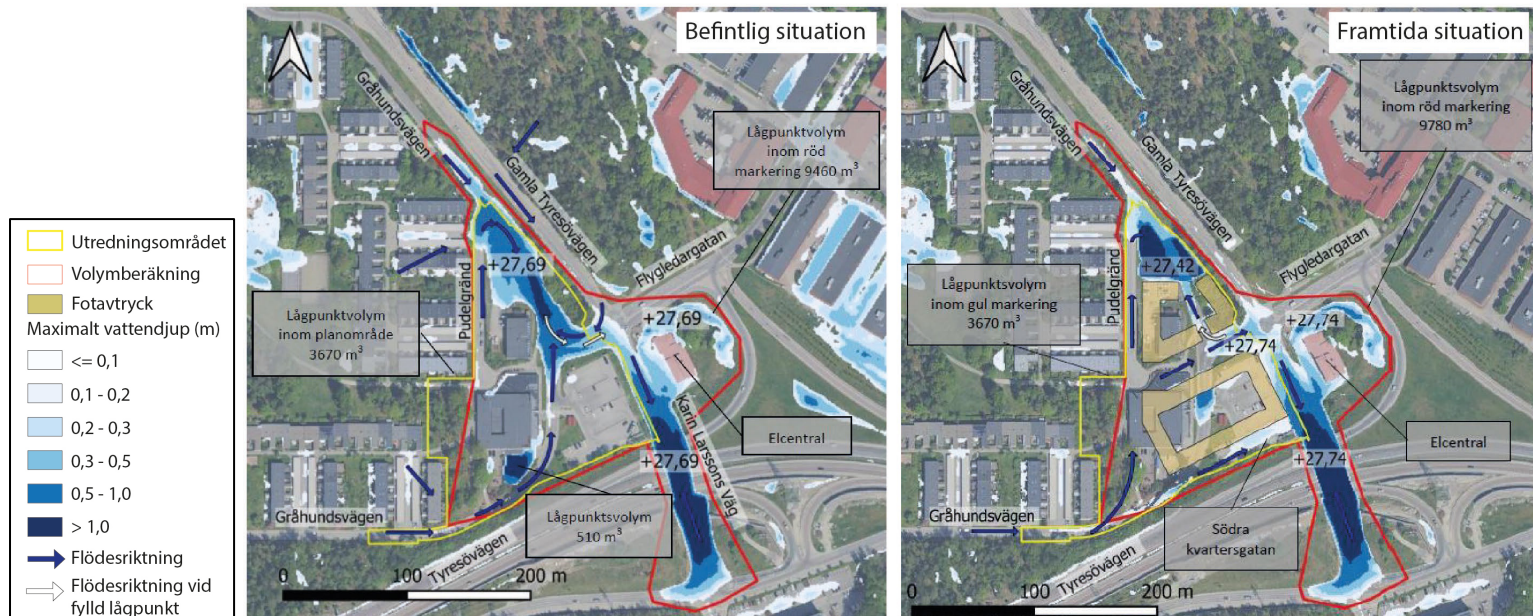 Utredningsområdet
Volymberäkning
Fotavtryck
Maximalt vattendjup (m)
<= 0,1
0,1 - 0,2
0,2 - 0,3
0,3 - 0,5
0,5 - 1,0
> 1,0
Flödesriktning
Flödesriktning vid
fylld lågpunkt
Befintlig situation
Gråhundsvägen
Gamla Tyresövägen
Lågpunktvolym
inom röd
markering 9460 m³
Flygledargatan
+27,69
Pudelgränd
Lågpunktvolym
inom planområde
3670 m³
+27,69
Karin Larssons Väg
Elcentral
+27,69
Lågpunktsvolym
510 m³
Gråhundsvägen
Tyresövägen
0 100 200 m
Framtida situation
Gråhundsvägen
Gamla Tyresövägen
Lågpunktsvolym
inom röd markering
9780 m³
Flygledargatan
+27,42
Pudelgränd
Lågpunktsvolym
inom gul markering
3670 m³
+27,74
+27,74
Elcentral
+27,74
Södra
kvartersgatan
Gråhundsvägen
Tyresövägen
0 100 200 m